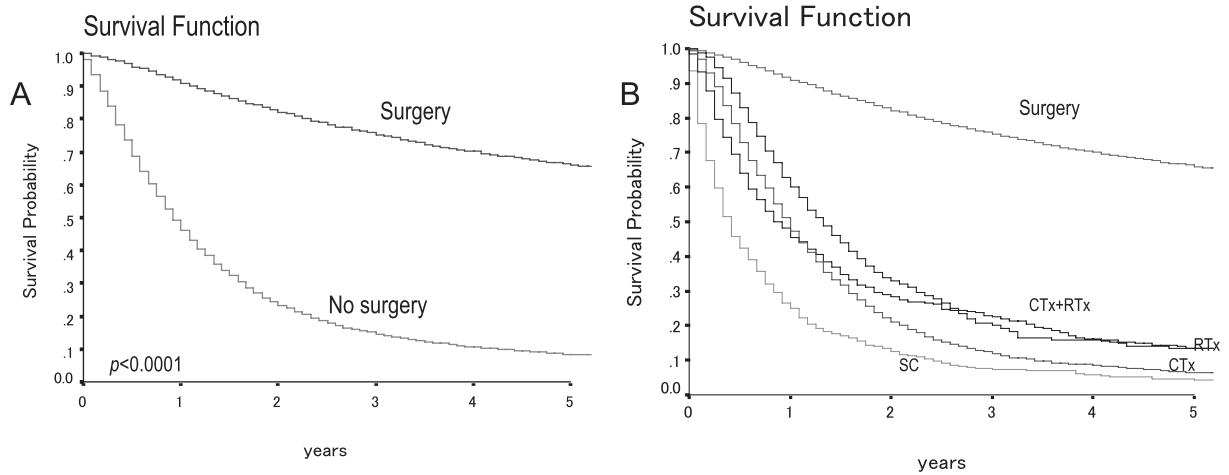 Survival Function
A
Survival Probability
1.0
.9
.8
.7
.6
.5
.4
.3
.2
.1
0.0
Surgery
No surgery
p<0.0001
0 1 2 3 4 5
years
Survival Function
B
Survival Probability
1.0
.9
.8
.7
.6
.5
.4
.3
.2
.1
0.0
Surgery
CTx+RTx
RTx
CTx
SC
0 1 2 3 4 5
years